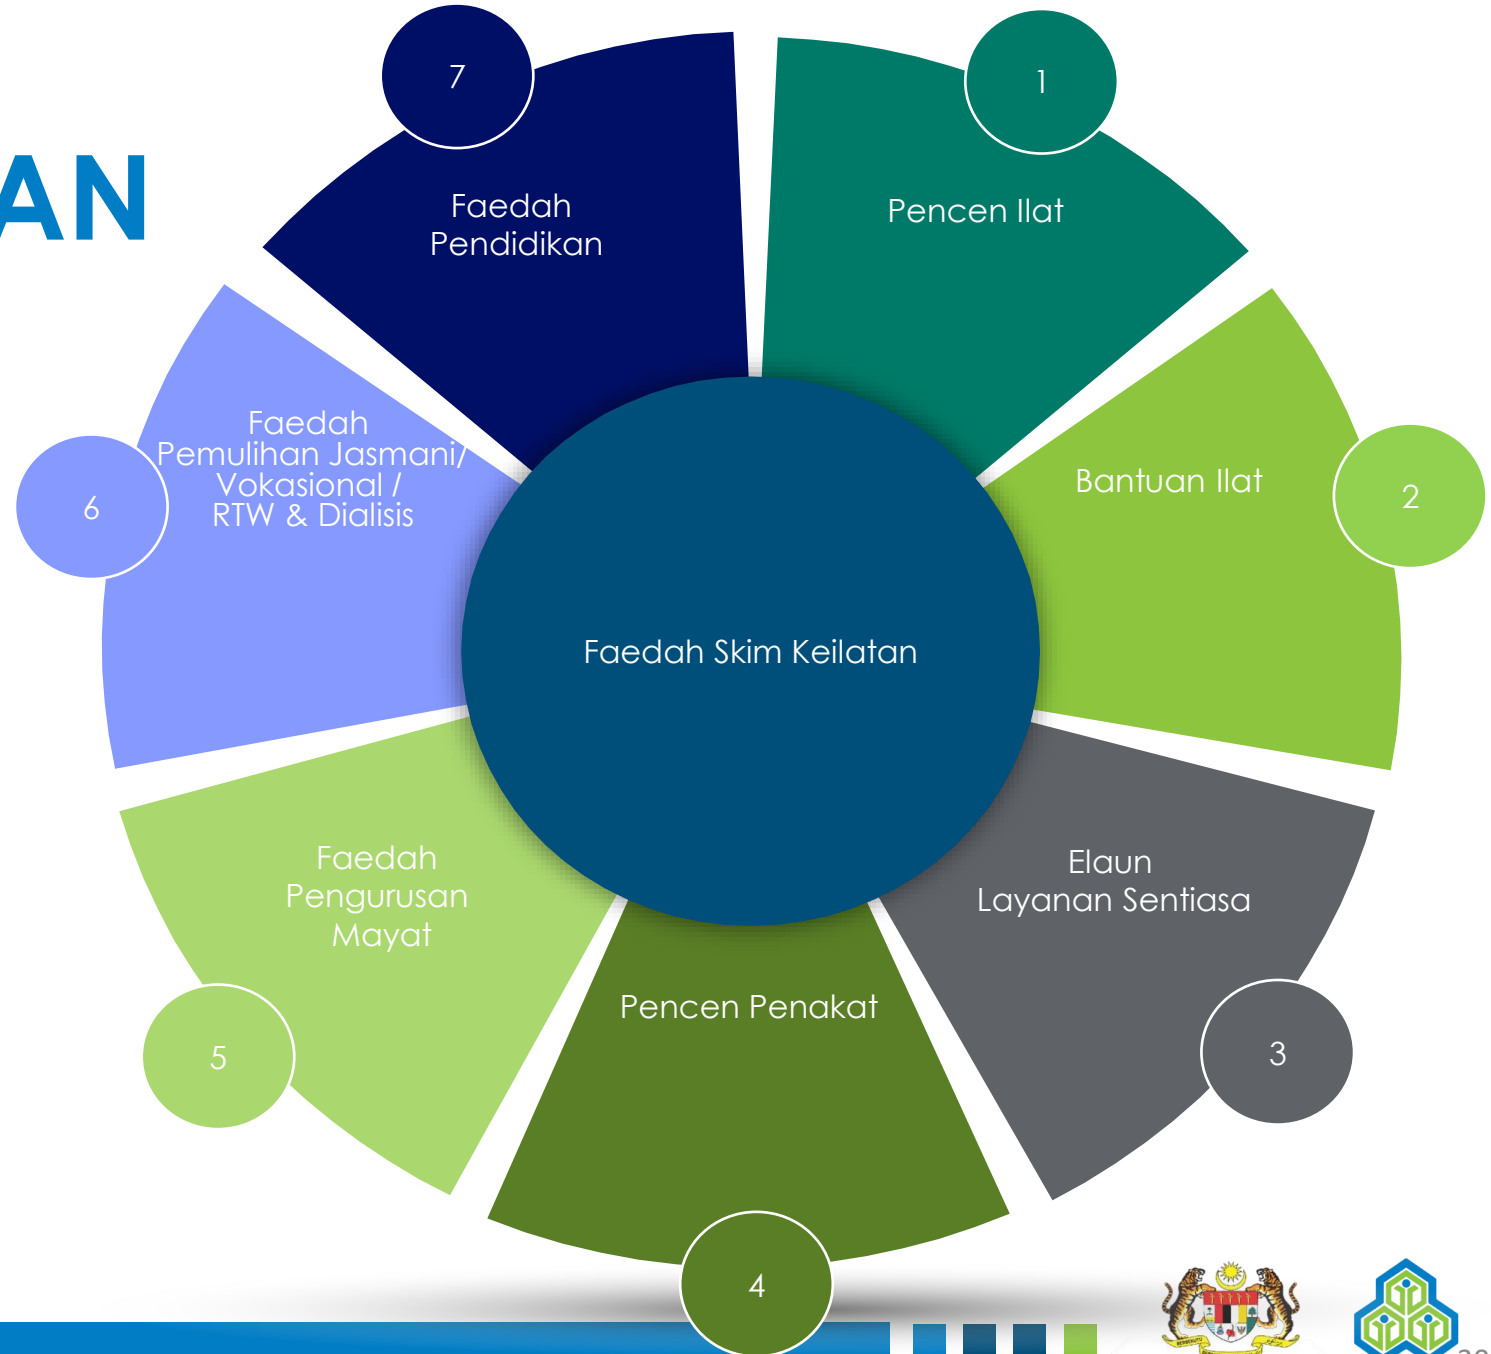 AN
7
Faedah
Pendidikan
1
Pencen Ilat
Bantuan Ilat
2
Elaun
Layanan Sentiasa
3
Pencen Penakat
4
Faedah
Pengurusan
Mayat
5
Faedah
Pemulihan Jasmani/
Vokasional /
RTW & Dialisis
6
Faedah Skim Keilatan